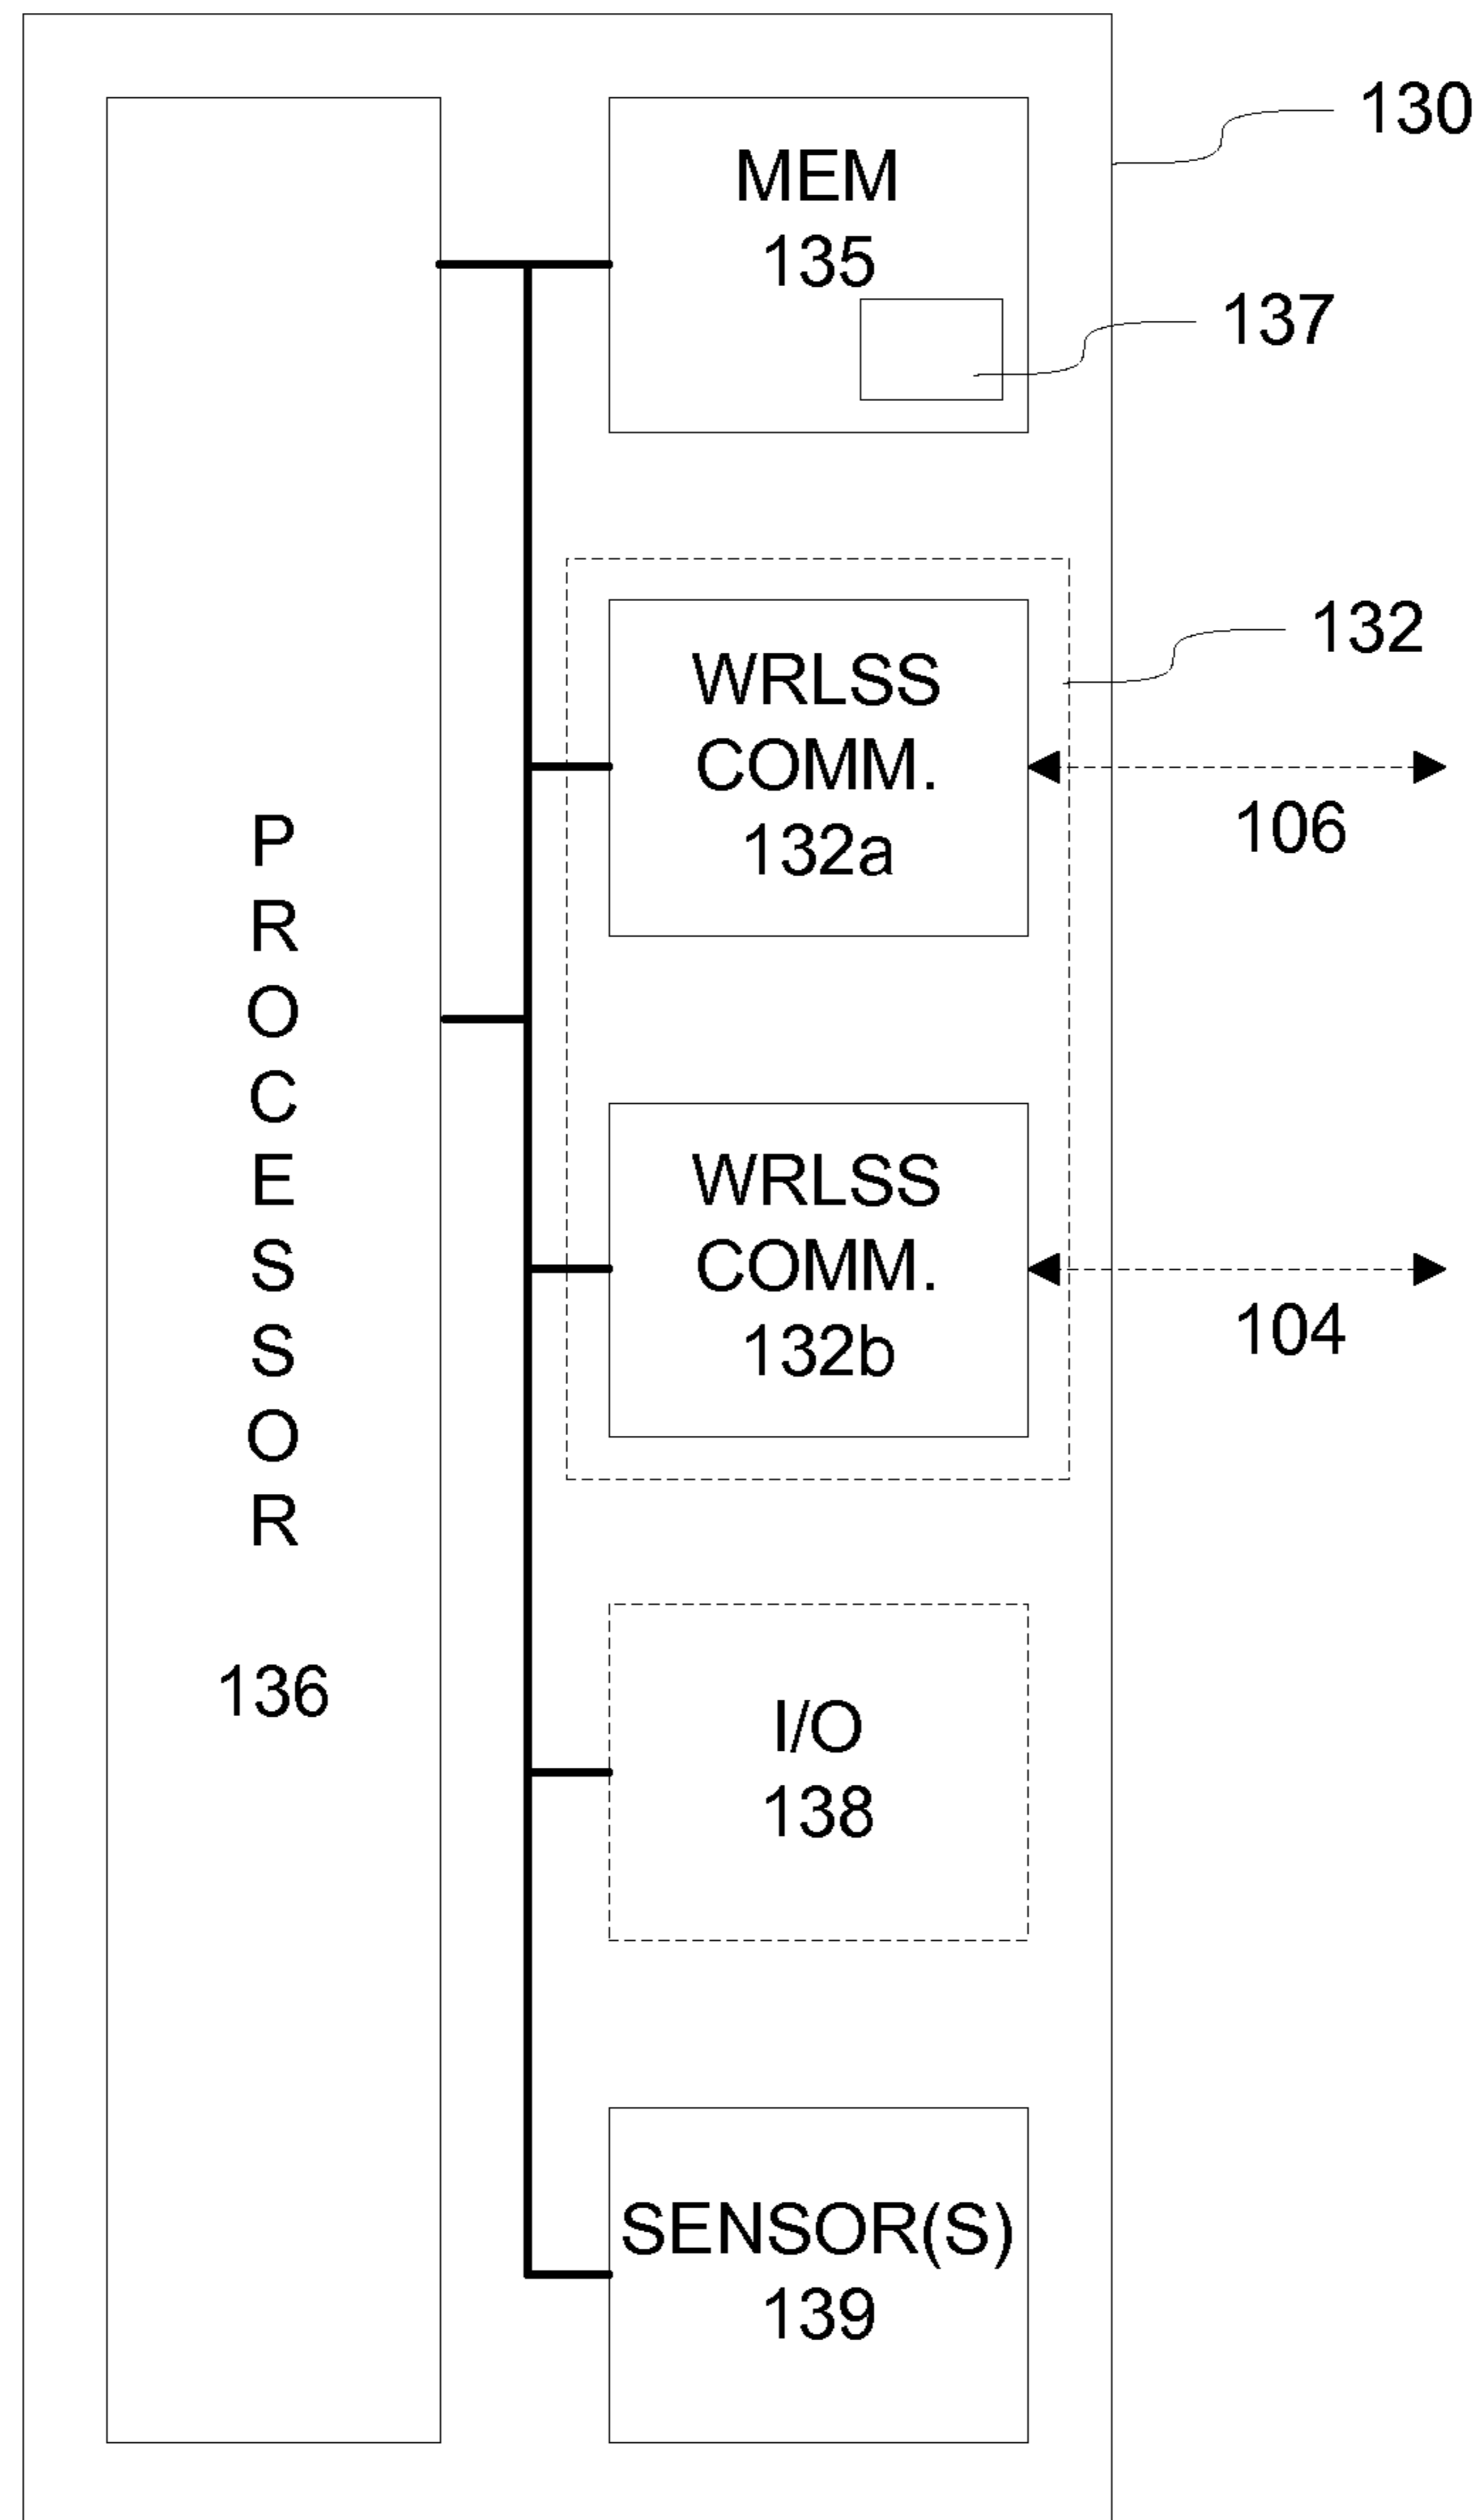 130
MEM
135
137
132
WRLSS
COMM.
132a
106
P
R
O
C
E
S
S
O
R
136
WRLSS
COMM.
132b
104
I/O
138
SENSOR(S)
139